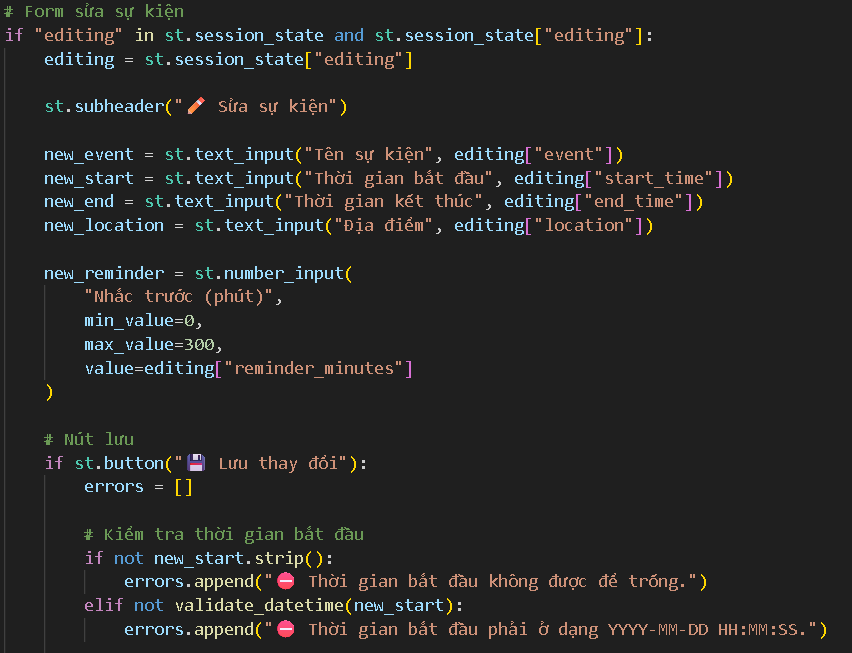 # Form sửa sự kiện
if "editing" in st.session_state and st.session_state["editing"]:
    editing = st.session_state["editing"]
    st.subheader("✏️ Sửa sự kiện")
    new_event = st.text_input("Tên sự kiện", editing["event"])
    new_start = st.text_input("Thời gian bắt đầu", editing["start_time"])
    new_end = st.text_input("Thời gian kết thúc", editing["end_time"])
    new_location = st.text_input("Địa điểm", editing["location"])
    new_reminder = st.number_input(
        "Nhắc trước (phút)",
        min_value=0,
        max_value=300,
        value=editing["reminder_minutes"]
    )
    # Nút lưu
    if st.button("💾 Lưu thay đổi"):
        errors = []
        # Kiểm tra thời gian bắt đầu
        if not new_start.strip():
            errors.append("⛔ Thời gian bắt đầu không được để trống.")
        elif not validate_datetime(new_start):
            errors.append("⛔ Thời gian bắt đầu phải ở dạng YYYY-MM-DD HH:MM:SS.")